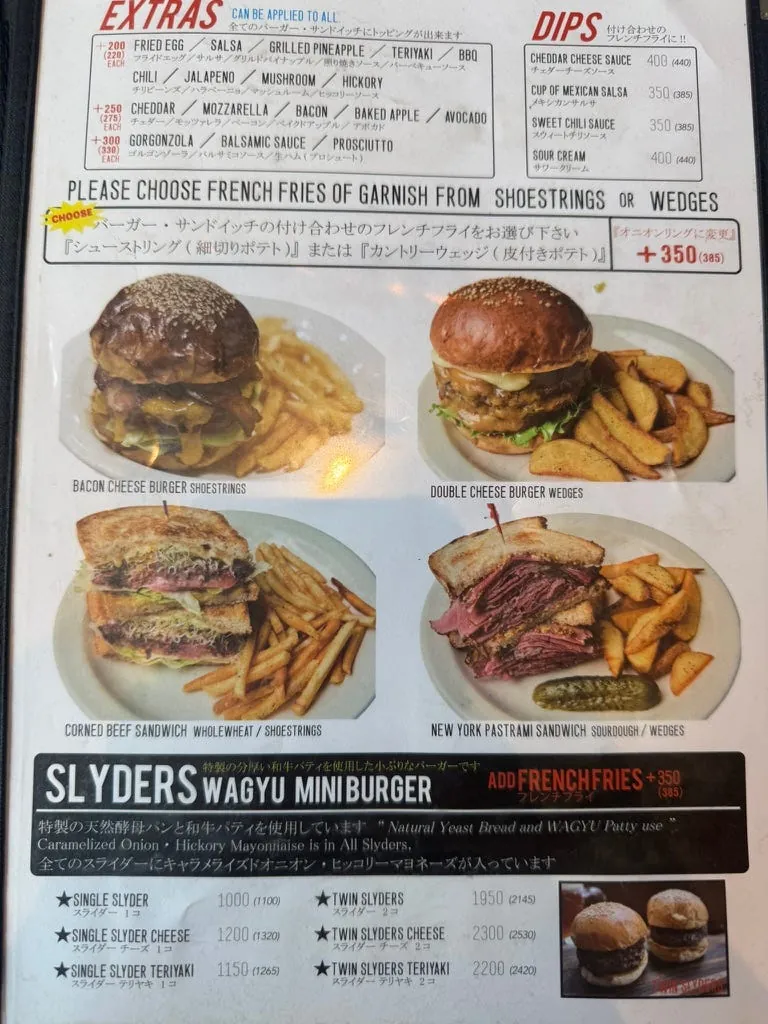 EXTRAS CAN BE APPLIED TO ALL.
全てのバーガー・サンドイッチにトッピングが出来ます
+200 (220) EACH
FRIED EGG / SALSA / GRILLED PINEAPPLE / TERIYAKI / BBQ
フライドエッグ/サルサ/グリルドパイナップル/照り焼きソース/バーベキューソース
CHILI / JALAPENO / MUSHROOM / HICKORY
チリビーンズ/ハラペーニョ/マッシュルーム/ヒッコリーソース
+250 (275) EACH
CHEDDAR / MOZZARELLA / BACON / BAKED APPLE / AVOCADO
チェダー/モッツァレラ/ベーコン/ベイクドアップル/アボカド
+300 (330) EACH
GORGONZOLA / BALSAMIC SAUCE / PROSCIUTTO
ゴルゴンゾーラ/バルサミコソース/生ハム(プロシュート)
DIPS 付け合わせのフレンチフライに!!
CHEDDAR CHEESE SAUCE 400 (440)
チェダーチーズソース
CUP OF MEXICAN SALSA 350 (385)
メキシカンサルサ
SWEET CHILI SAUCE 350 (385)
スウィートチリソース
SOUR CREAM 400 (440)
サワークリーム
PLEASE CHOOSE FRENCH FRIES OF GARNISH FROM SHOESTRINGS OR WEDGES
CHOOSE
バーガー・サンドイッチの付け合わせのフレンチフライをお選び下さい
『シューストリング(細切りポテト)』または『カントリーウェッジ(皮付きポテト)』
『オニオンリングに変更』
+350(385)
BACON CHEESE BURGER SHOESTRINGS
DOUBLE CHEESE BURGER WEDGES
CORNED BEEF SANDWICH WHOLEWHEAT / SHOESTRINGS
NEW YORK PASTRAMI SANDWICH SOURDOUGH / WEDGES
特製の分厚い和牛パティを使用した小ぶりなバーガーです
SLYDERS WAGYU MINI BURGER
ADD FRENCH FRIES +350 (385)
フレンチフライ
特製の天然酵母パンと和牛パティを使用しています "Natural Yeast Bread and WAGYU Patty use"
Caramelized Onion・Hickory Mayonnaise is in All Slyders,
全てのスライダーにキャラメライズドオニオン・ヒッコリーマヨネーズが入っています
★SINGLE SLYDER 1000 (1100)
スライダー 1コ
★SINGLE SLYDER CHEESE 1200 (1320)
スライダー チーズ 1コ
★SINGLE SLYDER TERIYAKI 1150 (1265)
スライダー テリヤキ 1コ
★TWIN SLYDERS 1950 (2145)
スライダー 2コ
★TWIN SLYDERS CHEESE 2300 (2530)
スライダー チーズ 2コ
★TWIN SLYDERS TERIYAKI 2200 (2420)
スライダー テリヤキ 2コ
TWIN SLYDERS